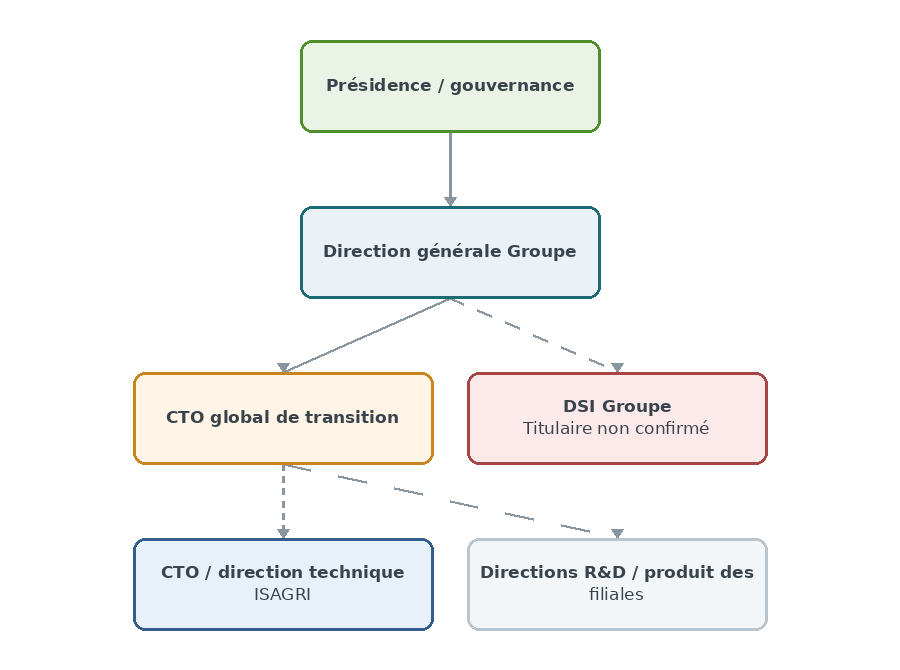 Présidence / gouvernance
Direction générale Groupe
CTO global de transition
DSI Groupe
Titulaire non confirmé
CTO / direction technique
ISAGRI
Directions R&D / produit des
filiales